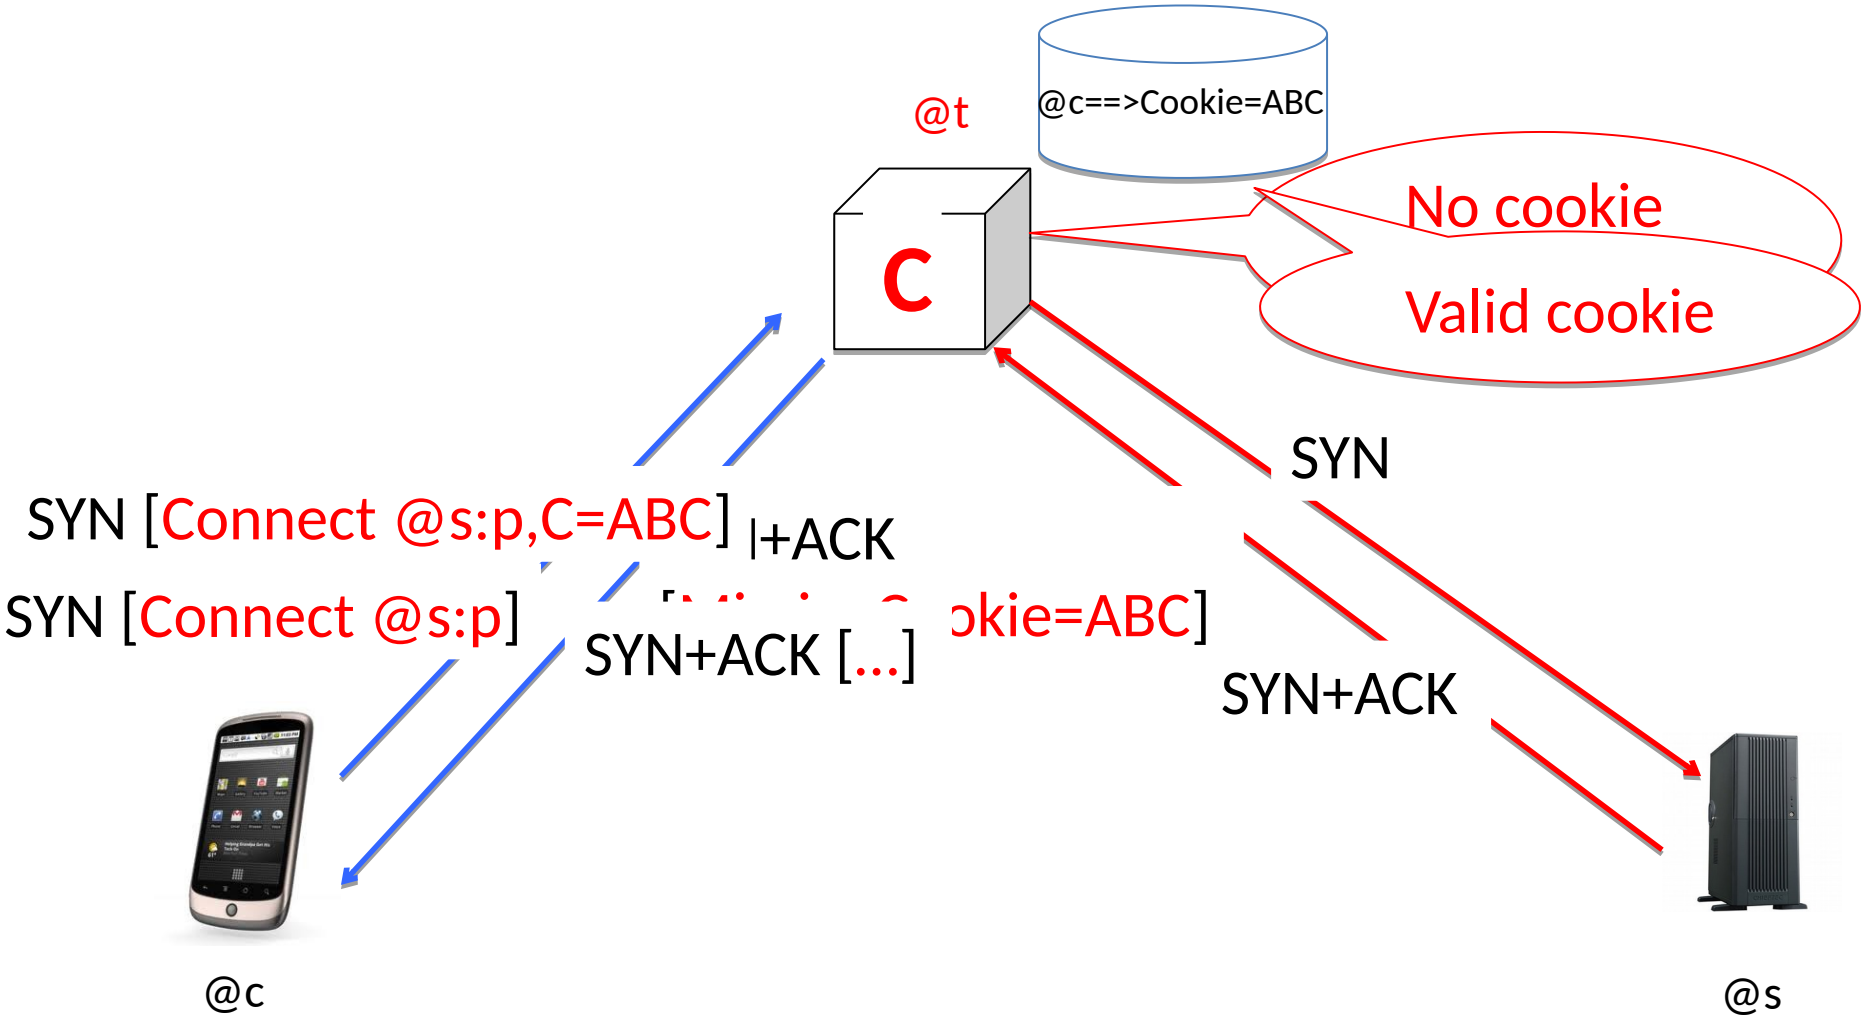 @c==>Cookie=ABC
@t
No cookie
C
Valid cookie
SYN
SYN [Connect @s:p,C=ABC]
+ACK
SYN [Connect @s:p]
okie=ABC]
SYN+ACK [...]
SYN+ACK
@c
@s